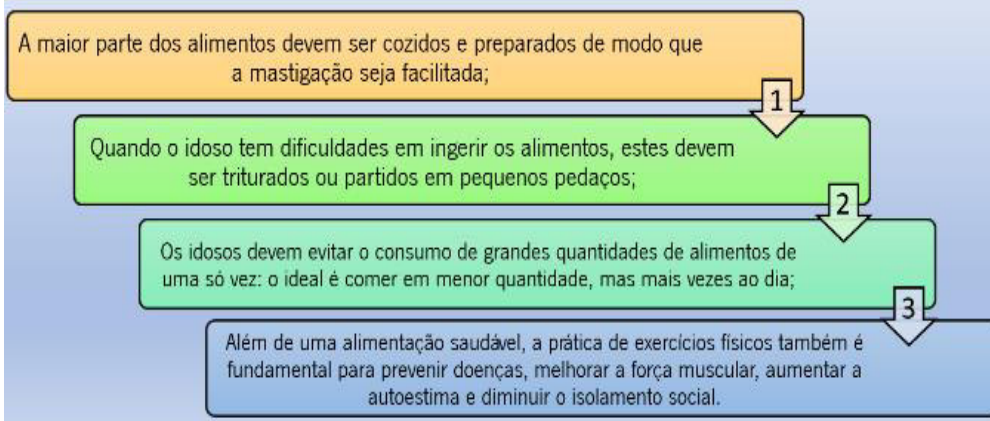 A maior parte dos alimentos devem ser cozidos e preparados de modo que
a mastigação seja facilitada;
1
Quando o idoso tem dificuldades em ingerir os alimentos, estes devem
ser triturados ou partidos em pequenos pedaços;
2
Os idosos devem evitar o consumo de grandes quantidades de alimentos de
uma só vez: o ideal é comer em menor quantidade, mas mais vezes ao dia;
3
Além de uma alimentação saudável, a prática de exercícios físicos também é
fundamental para prevenir doenças, melhorar a força muscular, aumentar a
autoestima e diminuir o isolamento social.